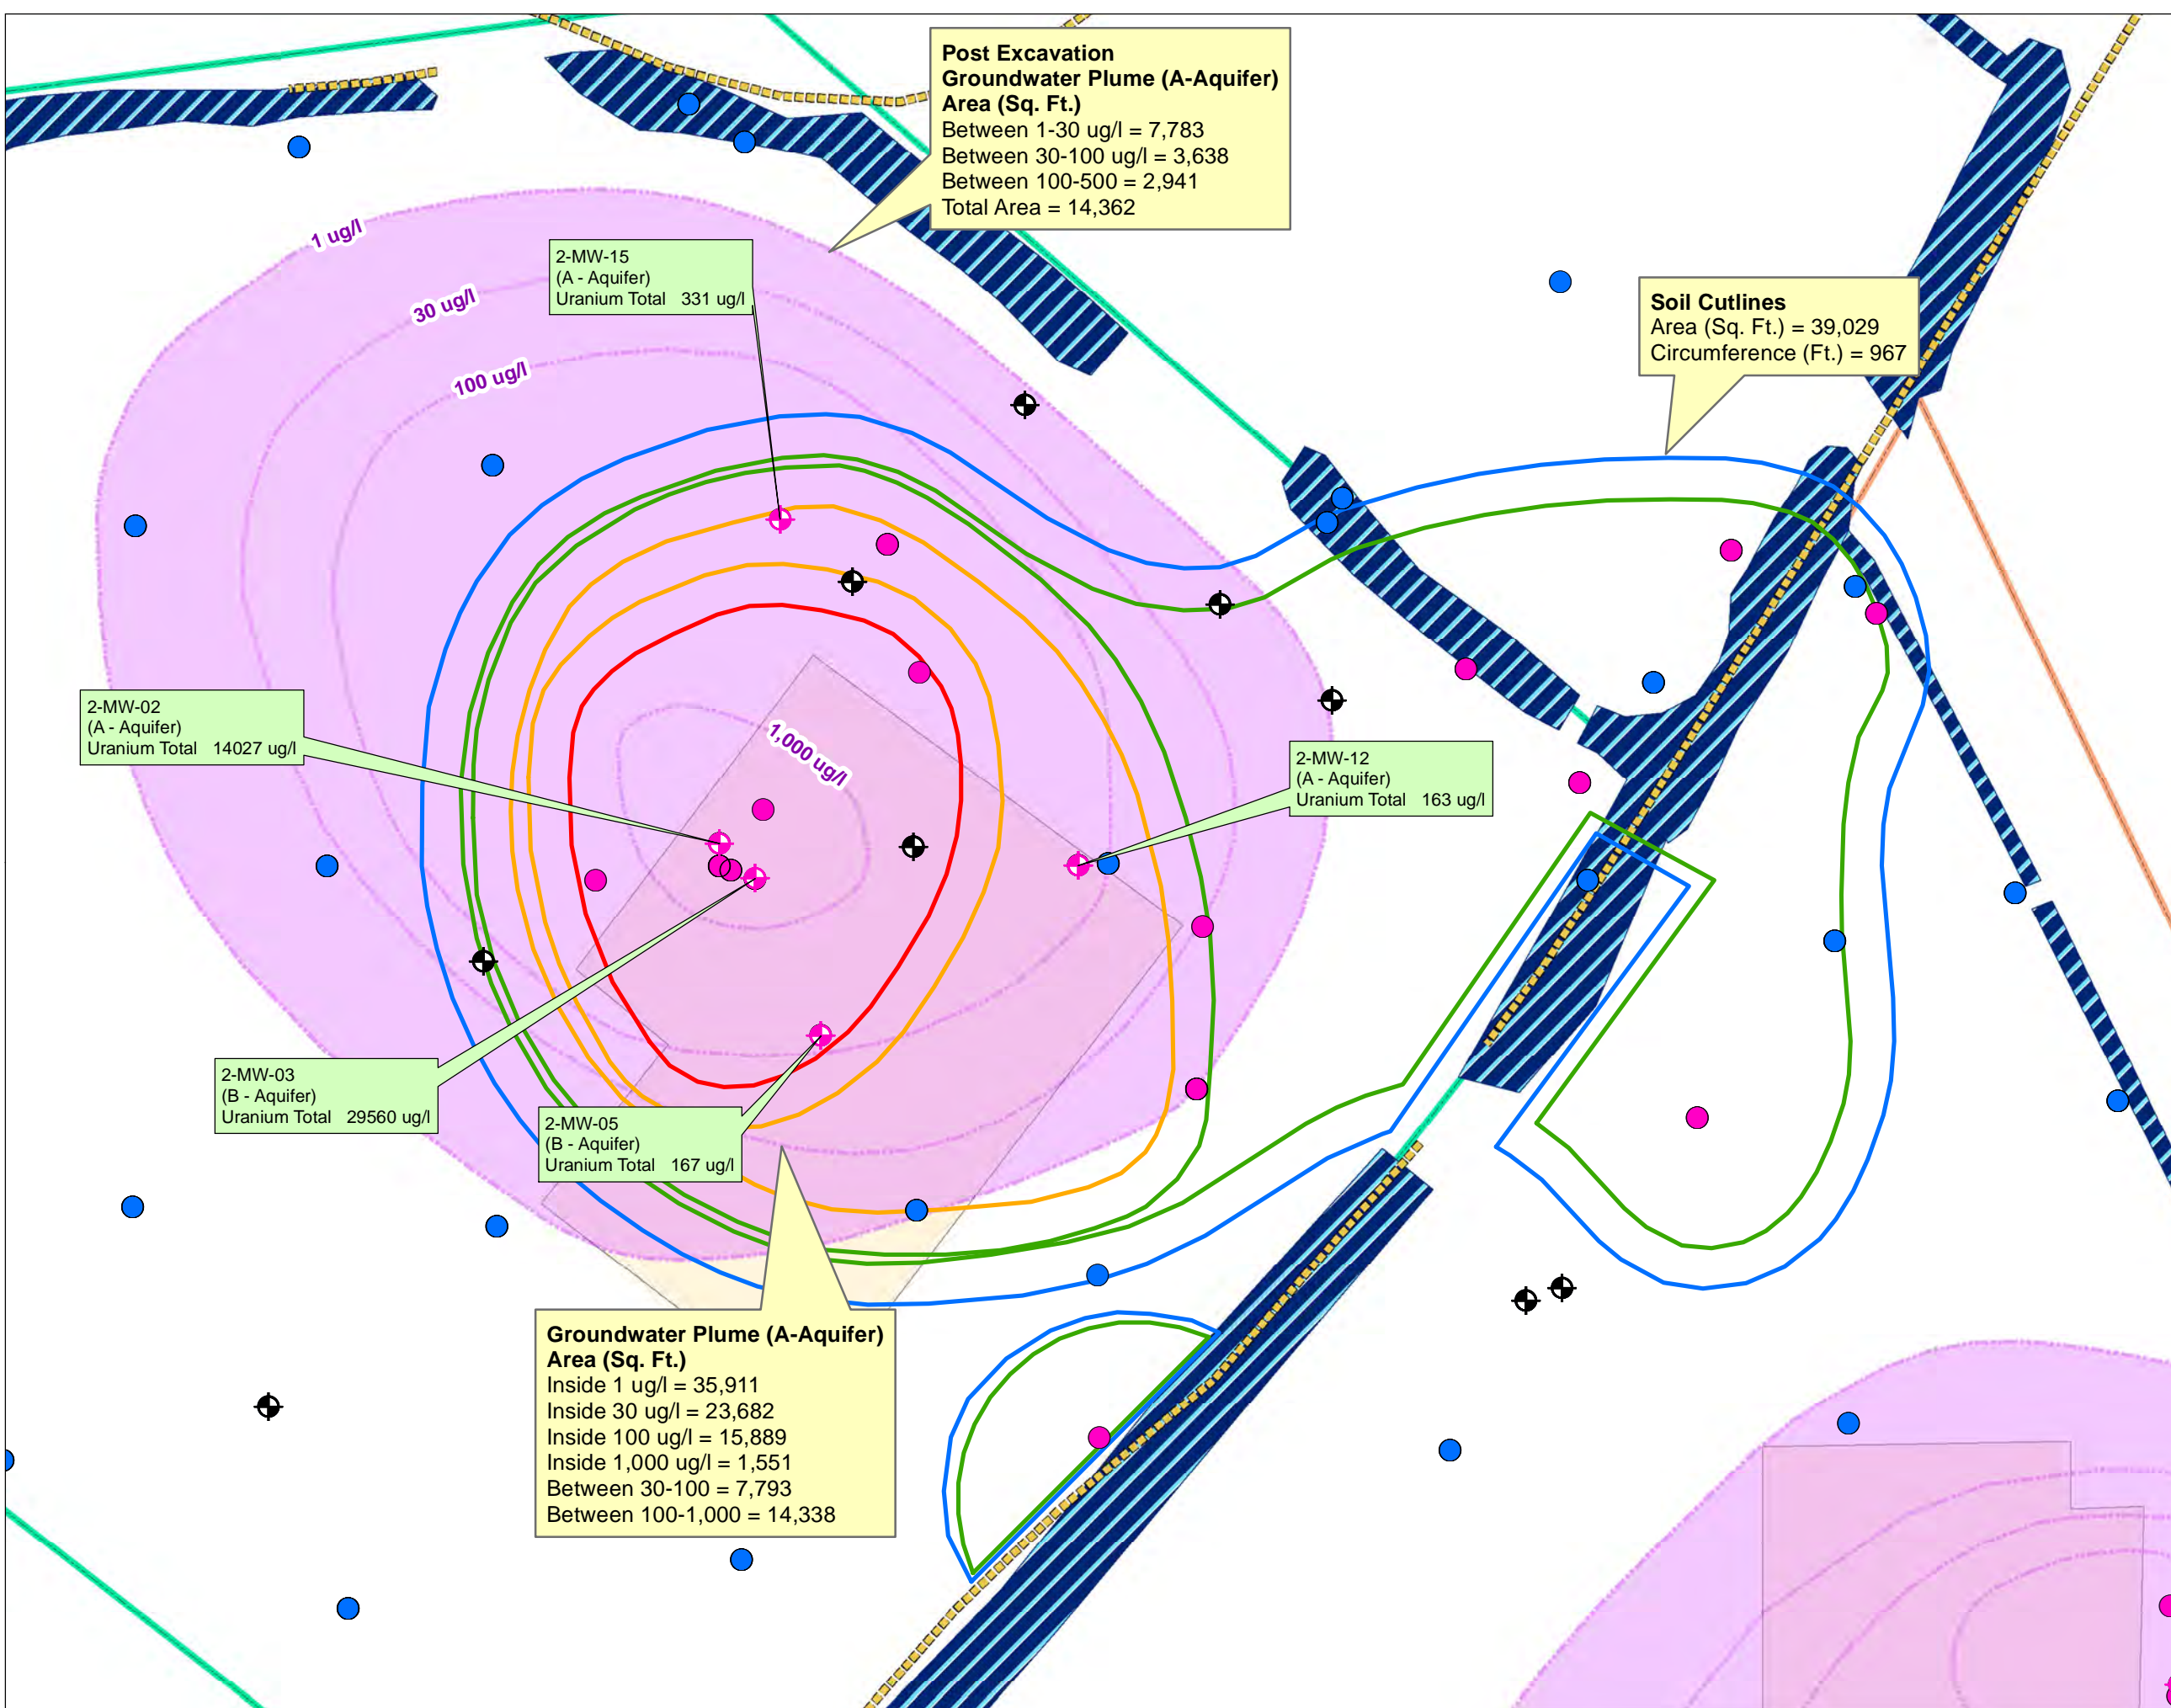 Post Excavation
Groundwater Plume (A-Aquifer)
Area (Sq. Ft.)
Between 1-30 ug/l = 7,783
Between 30-100 ug/l = 3,638
Between 100-500 = 2,941
Total Area = 14,362
1 ug/l
30 ug/l
100 ug/l
2-MW-15
(A - Aquifer)
Uranium Total 331 ug/l
Soil Cutlines
Area (Sq. Ft.) = 39,029
Circumference (Ft.) = 967
2-MW-02
(A - Aquifer)
Uranium Total 14027 ug/l
1,000 ug/l
2-MW-12
(A - Aquifer)
Uranium Total 163 ug/l
2-MW-03
(B - Aquifer)
Uranium Total 29560 ug/l
2-MW-05
(B - Aquifer)
Uranium Total 167 ug/l
Groundwater Plume (A-Aquifer)
Area (Sq. Ft.)
Inside 1 ug/l = 35,911
Inside 30 ug/l = 23,682
Inside 100 ug/l = 15,889
Inside 1,000 ug/l = 1,551
Between 30-100 = 7,793
Between 100-1,000 = 14,338